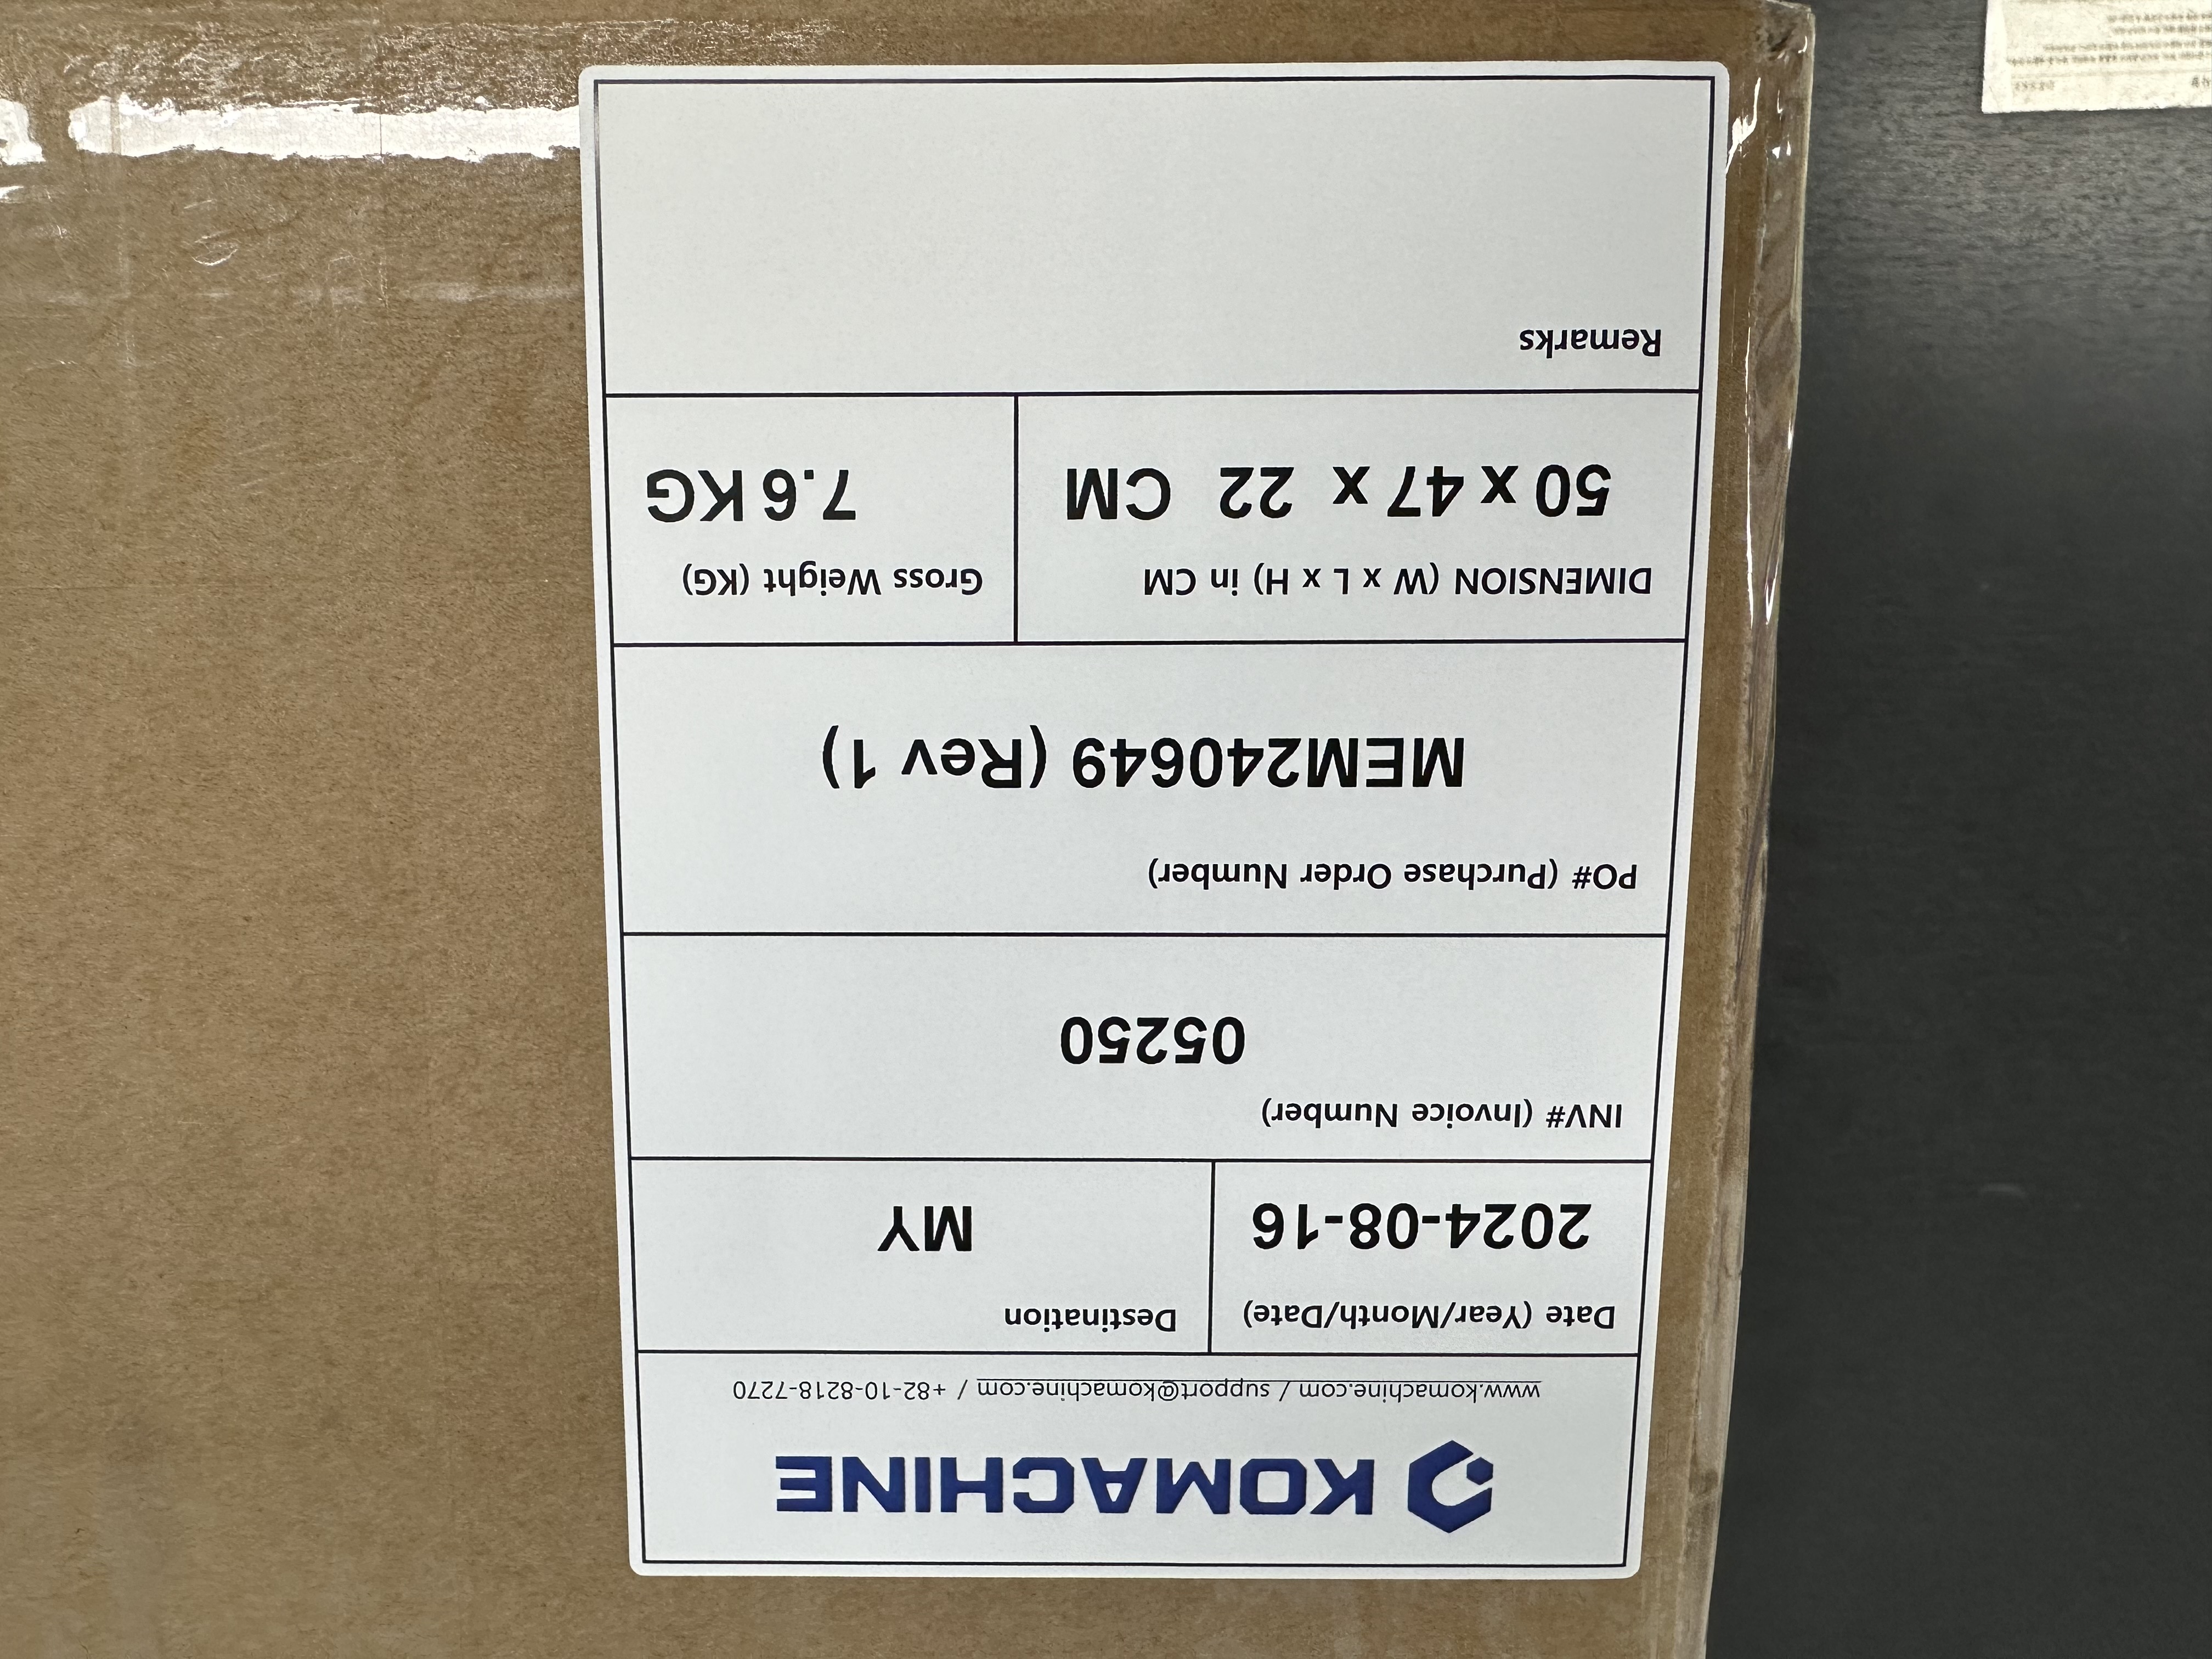 KOMACHINE
www.komachine.com / support@komachine.com / +82-10-8218-7270
Date (Year/Month/Date)
2024-08-16
Destination
MY
INV# (Invoice Number)
05250
PO# (Purchase Order Number)
MEM240649 (Rev 1)
DIMENSION (W x L x H) in CM
50 x 47 x 22 CM
Gross Weight (KG)
7.6 KG
Remarks